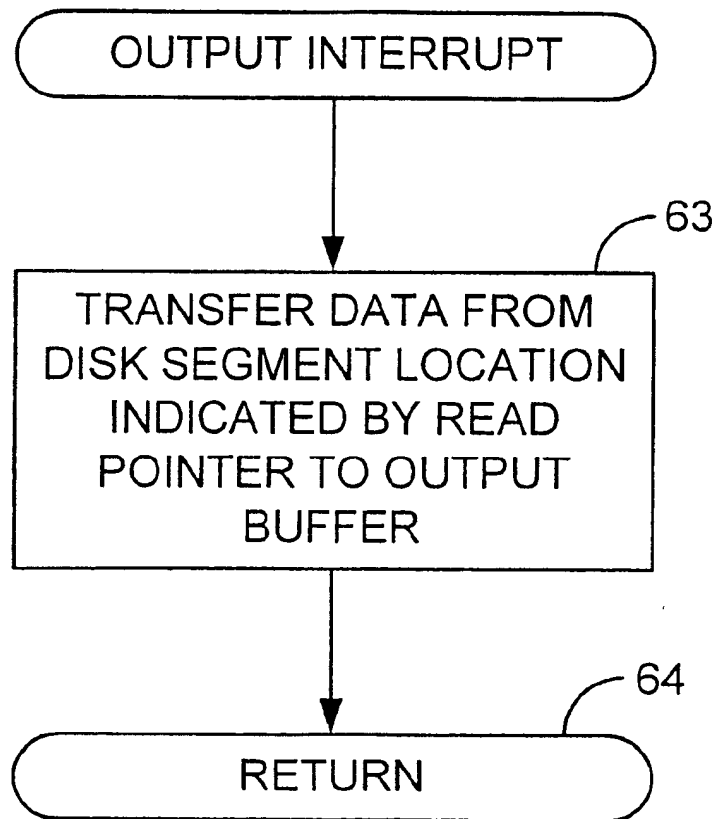 OUTPUT INTERRUPT
63
TRANSFER DATA FROM
DISK SEGMENT LOCATION
INDICATED BY READ
POINTER TO OUTPUT
BUFFER
64
RETURN